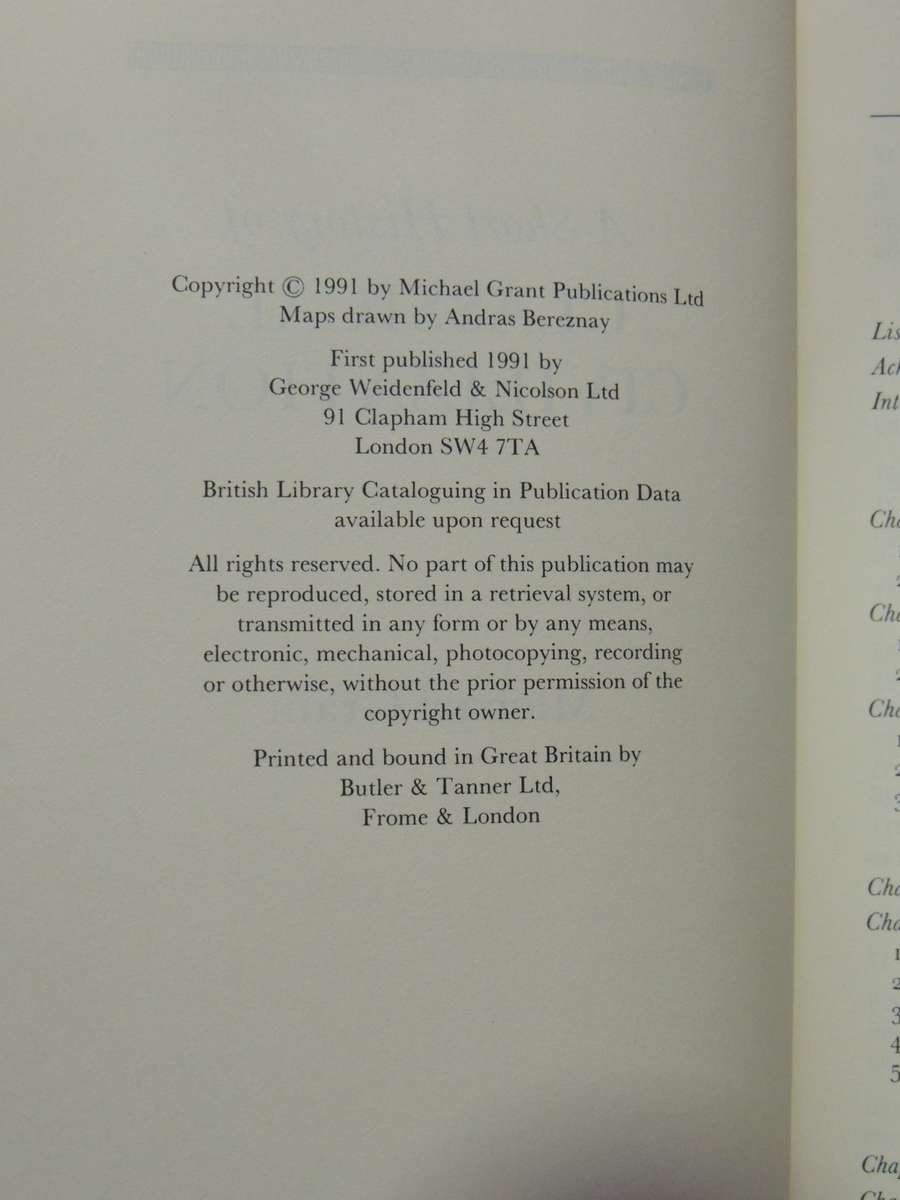 Copyright © 1991 by Michael Grant Publications Ltd
Maps drawn by Andras Bereznay
First published 1991 by
George Weidenfeld & Nicolson Ltd
91 Clapham High Street
London SW4 7TA
British Library Cataloguing in Publication Data
available upon request
All rights reserved. No part of this publication may
be reproduced, stored in a retrieval system, or
transmitted in any form or by any means,
electronic, mechanical, photocopying, recording
or otherwise, without the prior permission of the
copyright owner.
Printed and bound in Great Britain by
Butler & Tanner Ltd,
Frome & London